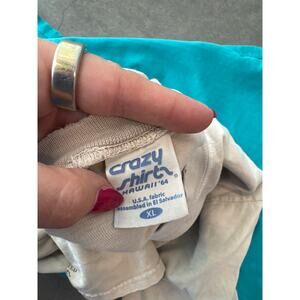 crazy
shirts®
HAWAII '64
U.S.A. fabric
assembled in El Salvador
XL